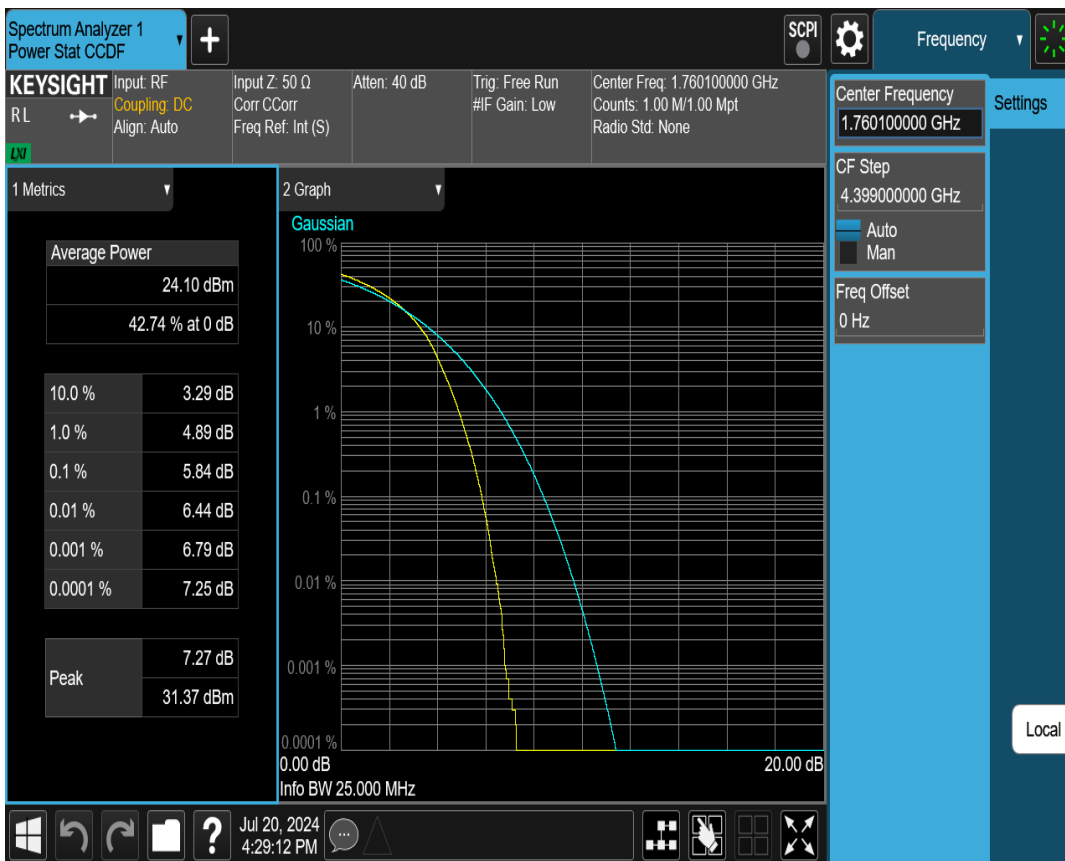 Spectrum Analyzer 1
Power Stat CCDF
SCPI
Frequency
KEYSIGHT
RL
LXI
Input: RF
Coupling: DC
Align: Auto
Input Z: 50 Ω
Corr CCorr
Freq Ref: Int (S)
Atten: 40 dB
Trig: Free Run
#IF Gain: Low
Center Freq: 1.760100000 GHz
Counts: 1.00 M/1.00 Mpt
Radio Std: None
Center Frequency
1.760100000 GHz
Settings
CF Step
4.399000000 GHz
Auto
Man
Freq Offset
0 Hz
1 Metrics
Average Power
24.10 dBm
42.74 % at 0 dB
10.0 % 3.29 dB
1.0 % 4.89 dB
0.1 % 5.84 dB
0.01 % 6.44 dB
0.001 % 6.79 dB
0.0001 % 7.25 dB
Peak
7.27 dB
31.37 dBm
2 Graph
Gaussian
100 %
10 %
1 %
0.1 %
0.01 %
0.001 %
0.0001 %
0.00 dB 20.00 dB
Info BW 25.000 MHz
Local
?
Jul 20, 2024
4:29:12 PM